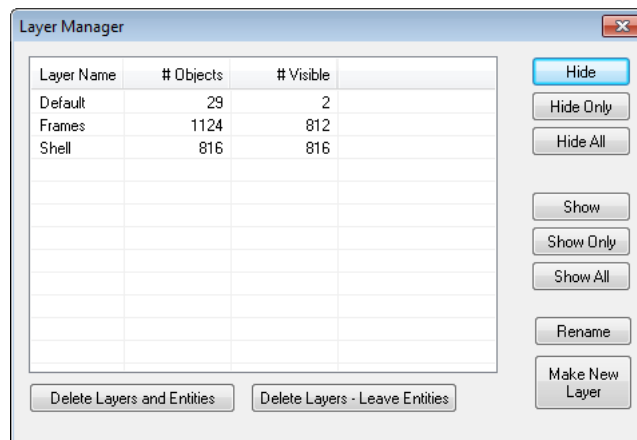 Layer Manager
Layer Name # Objects # Visible
Default 29 2
Frames 1124 812
Shell 816 816
Hide
Hide Only
Hide All
Show
Show Only
Show All
Rename
Make New
Layer
Delete Layers and Entities
Delete Layers - Leave Entities